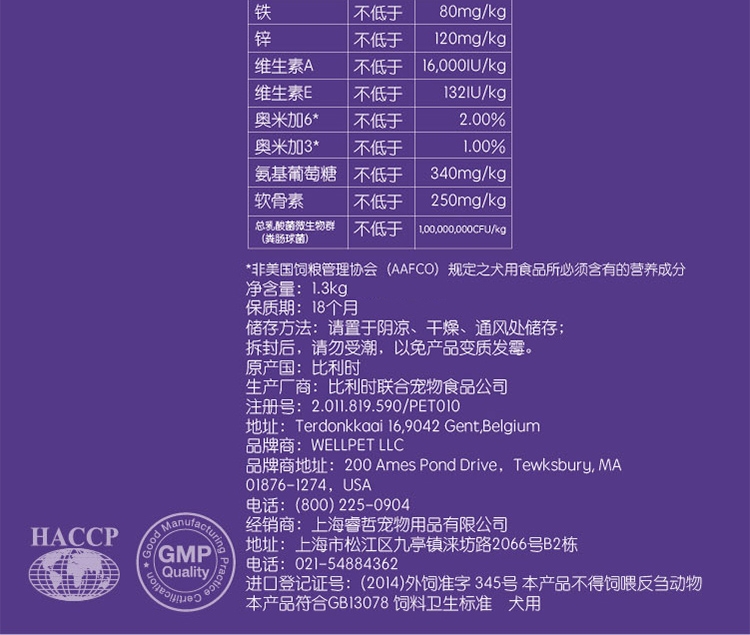 铁 不低于 80mg/kg
锌 不低于 120mg/kg
维生素A 不低于 16,000IU/kg
维生素E 不低于 132IU/kg
奥米加6* 不低于 2.00%
奥米加3* 不低于 1.00%
氨基葡萄糖 不低于 340mg/kg
软骨素 不低于 250mg/kg
总乳酸菌微生物群
(粪肠球菌) 不低于 1,00,000,000CFU/kg
*非美国饲粮管理协会（AAFCO）规定之犬用食品所必须含有的营养成分
净含量：1.3kg
保质期：18个月
储存方法：请置于阴凉、干燥、通风处储存；
拆封后，请勿受潮，以免产品变质发霉。
原产国：比利时
生产厂商：比利时联合宠物食品公司
注册号：2.011.819.590/PET010
地址：Terdonkkaai 16,9042 Gent,Belgium
品牌商：WELLPET LLC
品牌商地址：200 Ames Pond Drive，Tewksbury, MA
01876-1274，USA
电话：(800) 225-0904
经销商：上海睿哲宠物用品有限公司
地址：上海市松江区九亭镇涞坊路2066号B2栋
电话：021-54884362
进口登记证号：(2014)外饲准字 345号 本产品不得饲喂反刍动物
本产品符合GB13078 饲料卫生标准 犬用
HACCP
Good Manufacturing Practice Certification
GMP
Quality